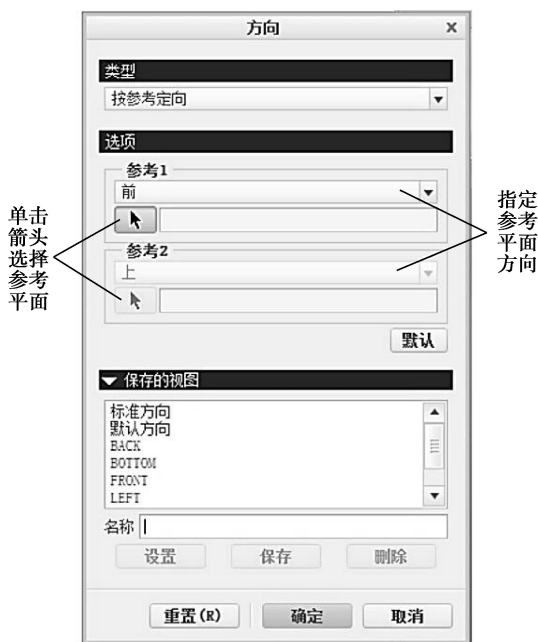 方向
x
类型
按参考定向
选项
参考1
前
参考2
上
默认
保存的视图
标准方向
默认方向
BACK
BOTTOM
FRONT
LEFT
名称
设置 保存 删除
重置(R) 确定 取消
单击
箭头
选择
参考
平面
指定
参考
平面
方向